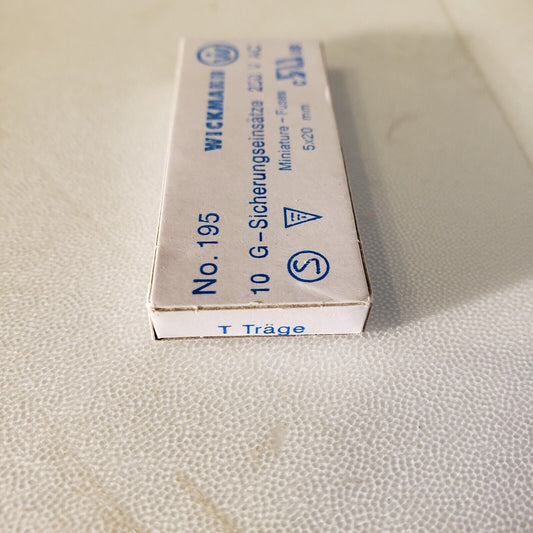 WICKMANN
No. 195
10 G-Sicherungseinsätze 250 V AC
Miniature - Fuses
5x20 mm
S
T Träge